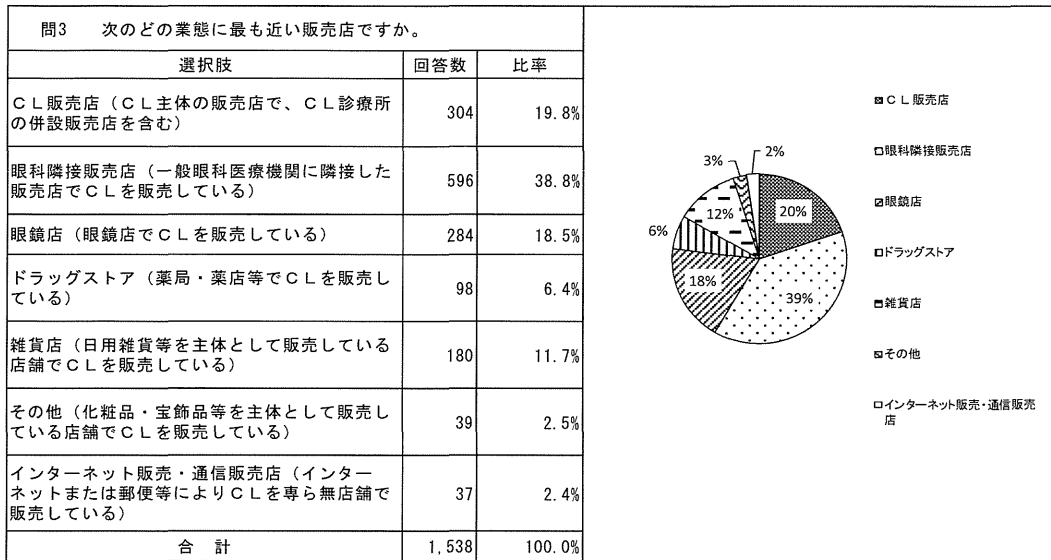 問3 次のどの業態に最も近い販売店ですか。
選択肢 回答数 比率
CL販売店(CL主体の販売店で、CL診療所
の併設販売店を含む) 304 19.8%
眼科隣接販売店(一般眼科医療機関に隣接した
販売店でCLを販売している) 596 38.8%
眼鏡店(眼鏡店でCLを販売している) 284 18.5%
ドラッグストア(薬局・薬店等でCLを販売し
ている) 98 6.4%
雑貨店(日用雑貨等を主体として販売している
店舗でCLを販売している) 180 11.7%
その他(化粧品・宝飾品等を主体として販売し
ている店舗でCLを販売している) 39 2.5%
インターネット販売・通信販売店(インター
ネットまたは郵便等によりCLを専ら無店舗で
販売している) 37 2.4%
合 計 1,538 100.0%
20%
39%
18%
6%
12%
3%
2%
CL販売店
眼科隣接販売店
眼鏡店
ドラッグストア
雑貨店
その他
インターネット販売・通信販売
店